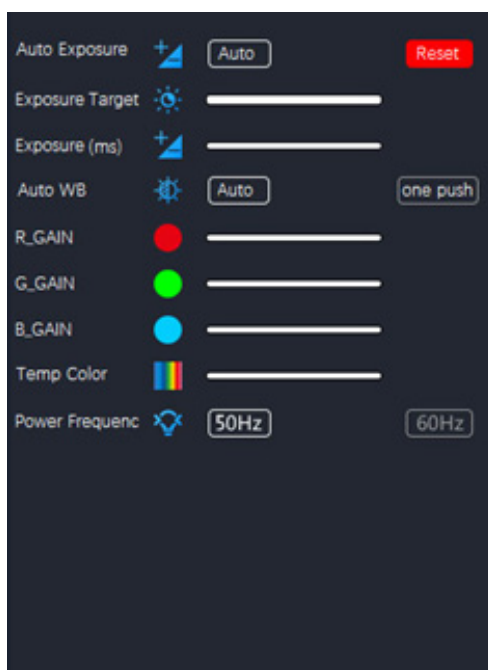 Auto Exposure Auto Reset
Exposure Target
Exposure (ms)
Auto WB Auto one push
R_GAIN
G_GAIN
B_GAIN
Temp Color
Power Frequenc 50Hz 60Hz